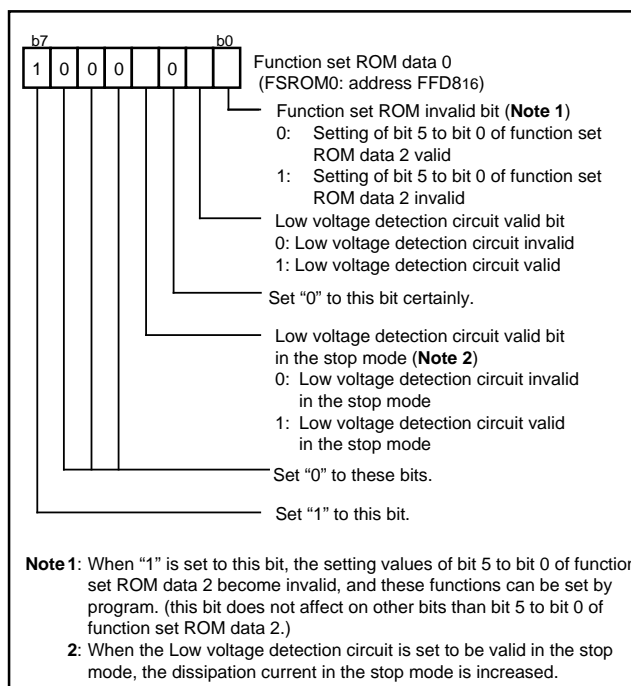 b7 b0
1 0 0 0 0
Function set ROM data 0
(FSROM0: address FFD816)
Function set ROM invalid bit (Note 1)
0: Setting of bit 5 to bit 0 of function set
ROM data 2 valid
1: Setting of bit 5 to bit 0 of function set
ROM data 2 invalid
Low voltage detection circuit valid bit
0: Low voltage detection circuit invalid
1: Low voltage detection circuit valid
Set “0” to this bit certainly.
Low voltage detection circuit valid bit
in the stop mode (Note 2)
0: Low voltage detection circuit invalid
in the stop mode
1: Low voltage detection circuit valid
in the stop mode
Set “0” to these bits.
Set “1” to this bit.
Note 1: When “1” is set to this bit, the setting values of bit 5 to bit 0 of function
set ROM data 2 become invalid, and these functions can be set by
program. (this bit does not affect on other bits than bit 5 to bit 0 of
function set ROM data 2.)
2: When the Low voltage detection circuit is set to be valid in the stop
mode, the dissipation current in the stop mode is increased.